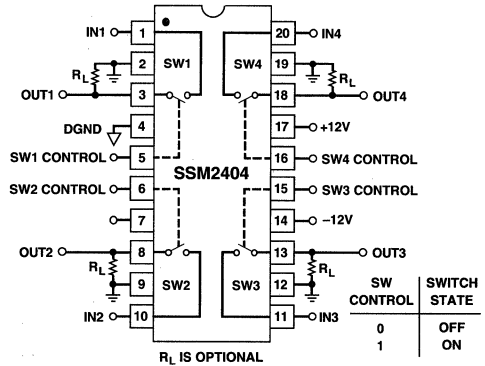 IN1 1 20 IN4
2 SW1 SW4 19
RL RL
OUT1 3 18 OUT4
DGND 4 17 +12V
SW1 CONTROL 5 16 SW4 CONTROL
SSM2404
SW2 CONTROL 6 15 SW3 CONTROL
7 14 −12V
OUT2 8 13 OUT3
RL RL
9 SW2 SW3 12
IN2 10 11 IN3
RL IS OPTIONAL
SW CONTROL SWITCH STATE
0 OFF
1 ON